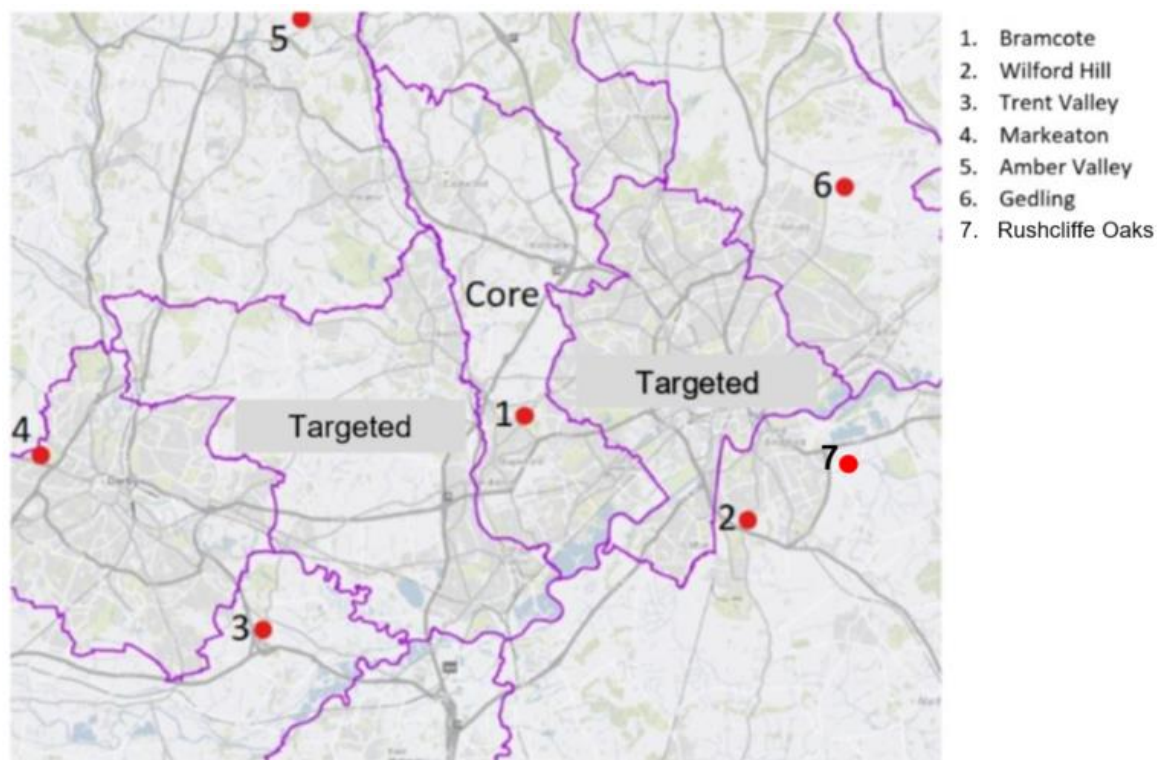 5
1. Bramcote
2. Wilford Hill
3. Trent Valley
4. Markeaton
5. Amber Valley
6. Gedling
7. Rushcliffe Oaks
6
Core
Targeted
Targeted
1
4
7
2
3